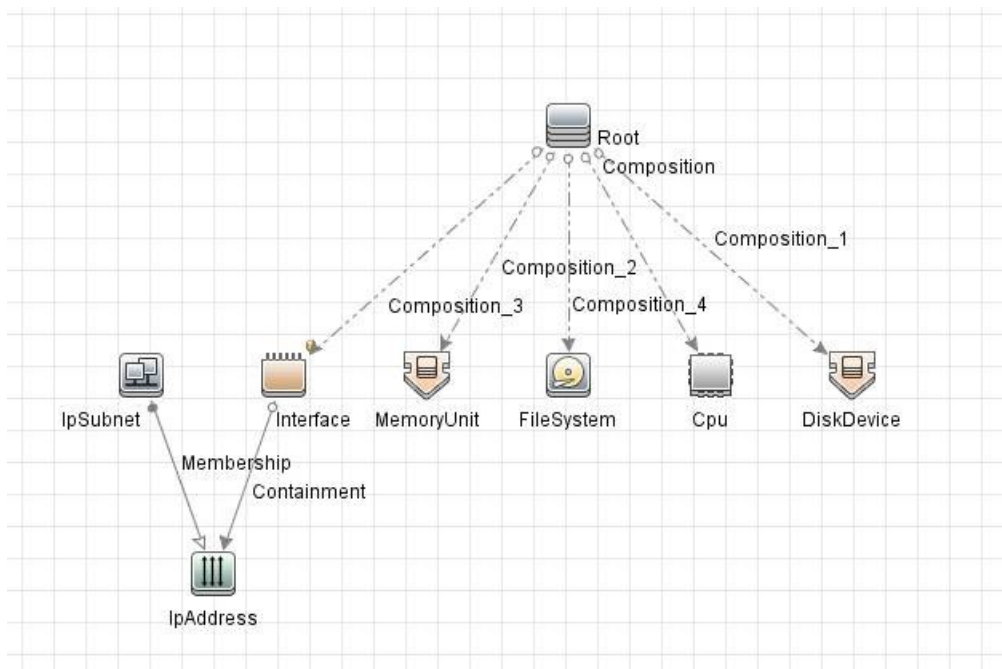 Root
Composition
Composition_1
Composition_2
Composition_3
Composition_4
IpSubnet
Interface
MemoryUnit
FileSystem
Cpu
DiskDevice
Membership
Containment
IpAddress